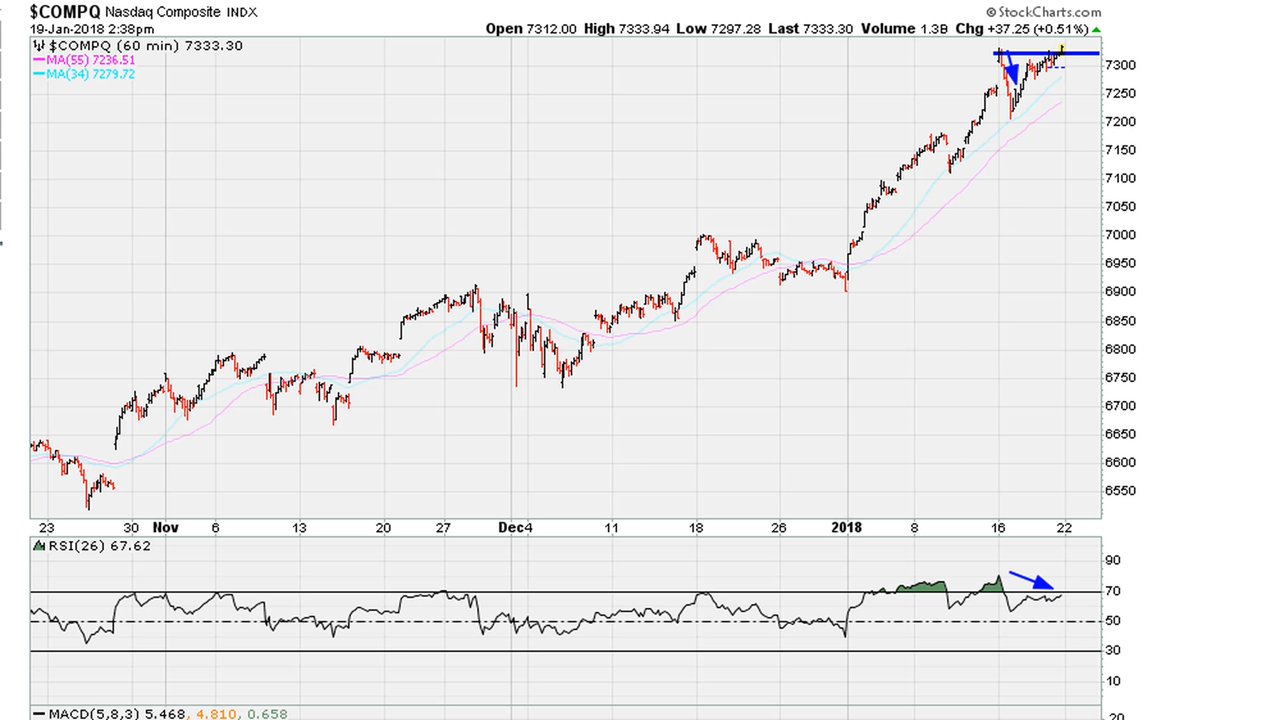 $COMPQ Nasdaq Composite INDX
© StockCharts.com
19-Jan-2018 2:38pm
Open 7312.00 High 7333.94 Low 7297.28 Last 7333.30 Volume 1.3B Chg +37.25 (+0.51%)
$COMPQ (60 min) 7333.30
MA(55) 7236.51
MA(34) 7279.72
7300
7250
7200
7150
7100
7050
7000
6950
6900
6850
6800
6750
6700
6650
6600
6550
23 30 Nov 6 13 20 27 Dec4 11 18 26 2018 8 16 22
RSI(26) 67.62
90
70
50
30
10
MACD(5,8,3) 5.468, 4.810, 0.658
20